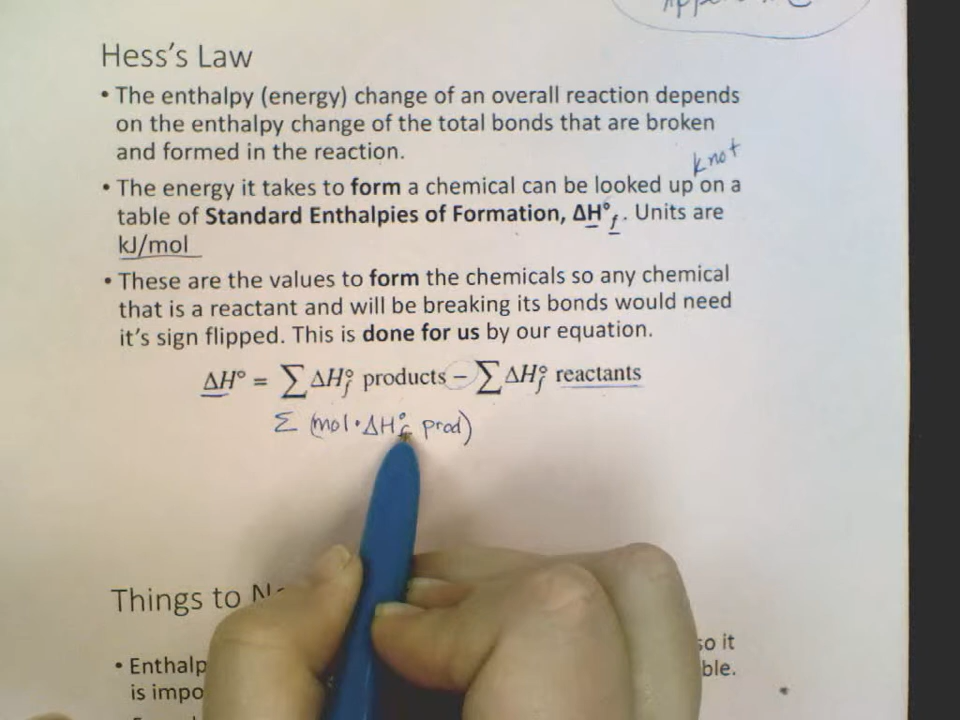 Hess's Law
• The enthalpy (energy) change of an overall reaction depends
on the enthalpy change of the total bonds that are broken
and formed in the reaction.
knot
• The energy it takes to form a chemical can be looked up on a
table of Standard Enthalpies of Formation, ΔH°f. Units are
kJ/mol
• These are the values to form the chemicals so any chemical
that is a reactant and will be breaking its bonds would need
it's sign flipped. This is done for us by our equation.
ΔH° = ∑ ΔH°f products − ∑ ΔH°f reactants
Σ (mol · ΔH°f prod)
Things to
so it
• Enthalp
ble.
is impo